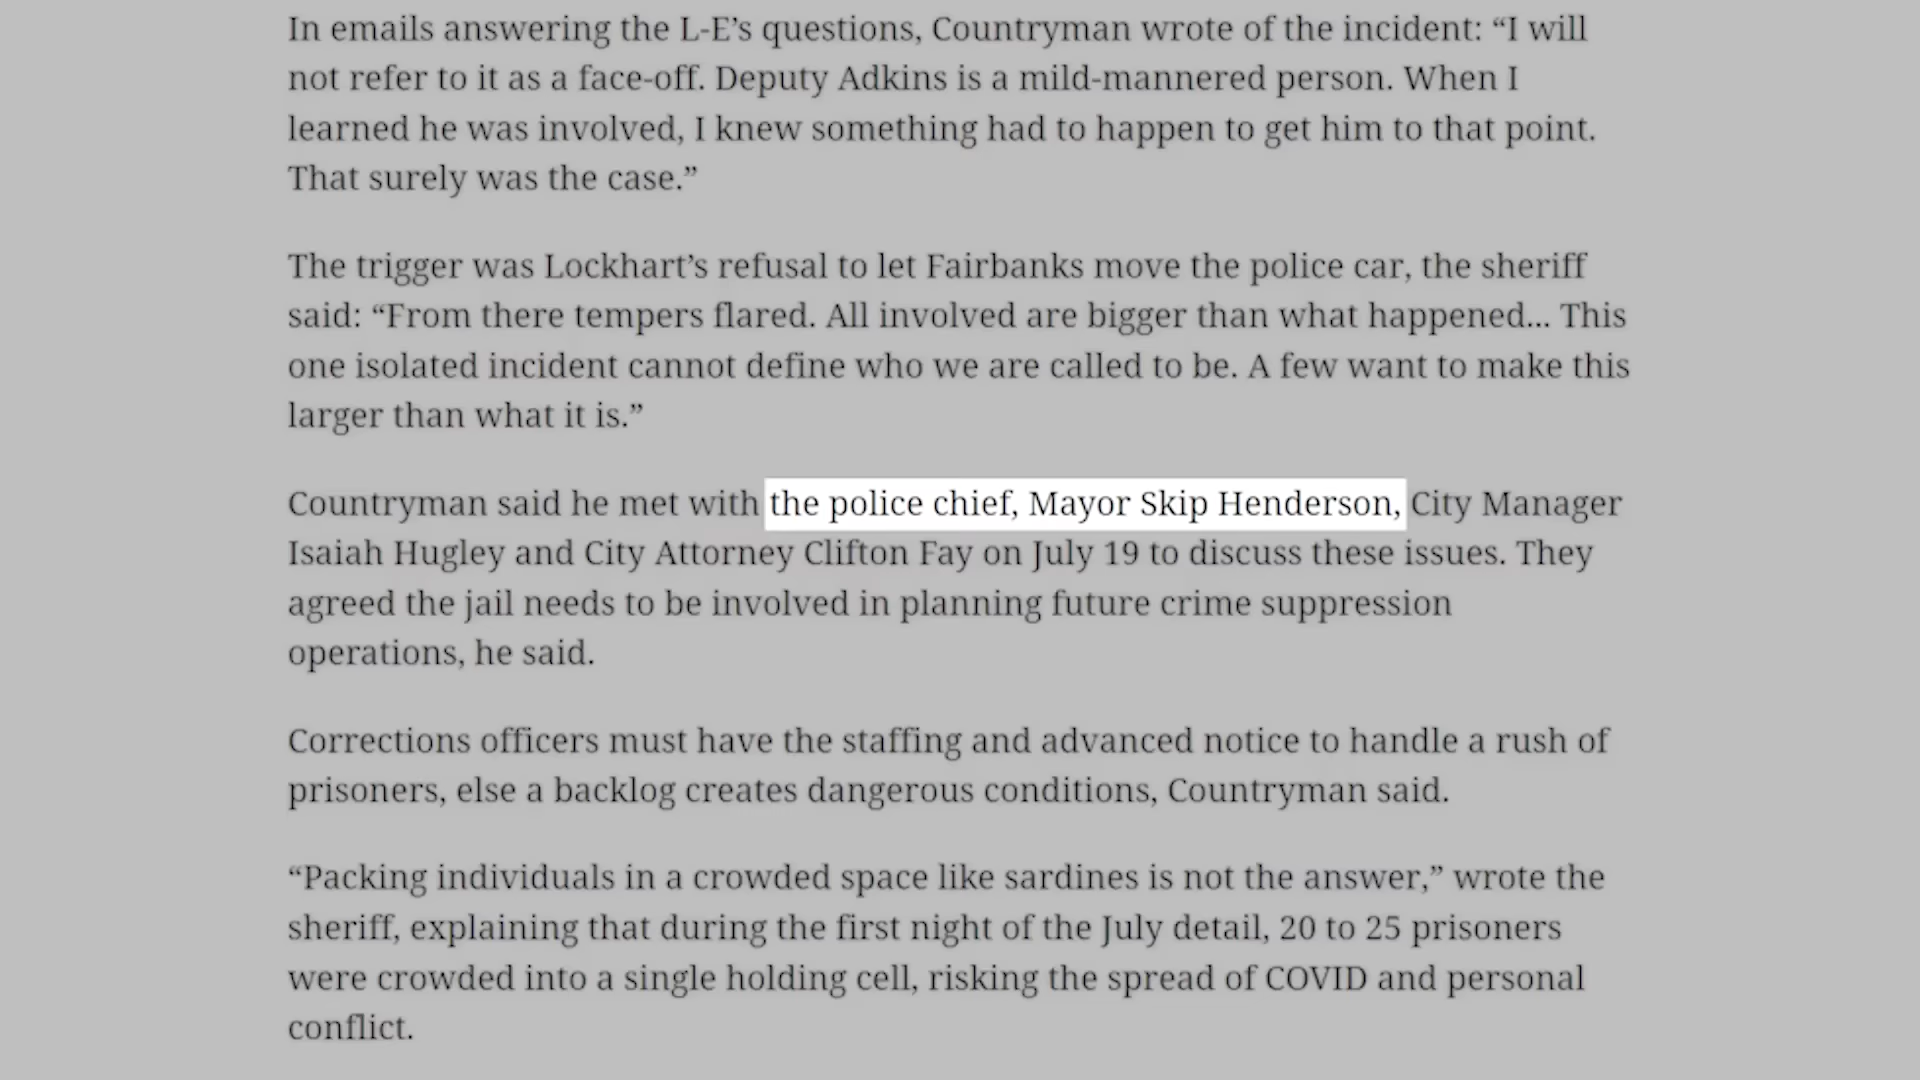 In emails answering the L-E’s questions, Countryman wrote of the incident: “I will
not refer to it as a face-off. Deputy Adkins is a mild-mannered person. When I
learned he was involved, I knew something had to happen to get him to that point.
That surely was the case.”
The trigger was Lockhart’s refusal to let Fairbanks move the police car, the sheriff
said: “From there tempers flared. All involved are bigger than what happened... This
one isolated incident cannot define who we are called to be. A few want to make this
larger than what it is.”
Countryman said he met with the police chief, Mayor Skip Henderson, City Manager
Isaiah Hugley and City Attorney Clifton Fay on July 19 to discuss these issues. They
agreed the jail needs to be involved in planning future crime suppression
operations, he said.
Corrections officers must have the staffing and advanced notice to handle a rush of
prisoners, else a backlog creates dangerous conditions, Countryman said.
“Packing individuals in a crowded space like sardines is not the answer,” wrote the
sheriff, explaining that during the first night of the July detail, 20 to 25 prisoners
were crowded into a single holding cell, risking the spread of COVID and personal
conflict.